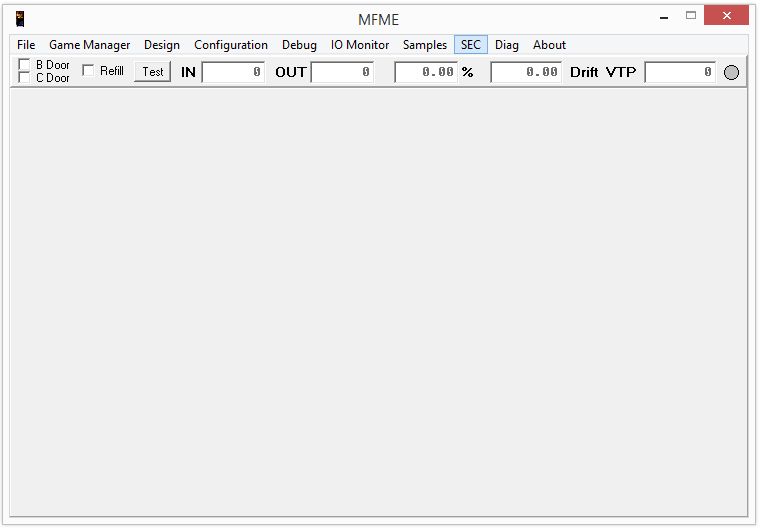 MFME
File Game Manager Design Configuration Debug IO Monitor Samples SEC Diag About
B Door
C Door
Refill Test IN 0 OUT 0 0.00 % 0.00 Drift VTP 0